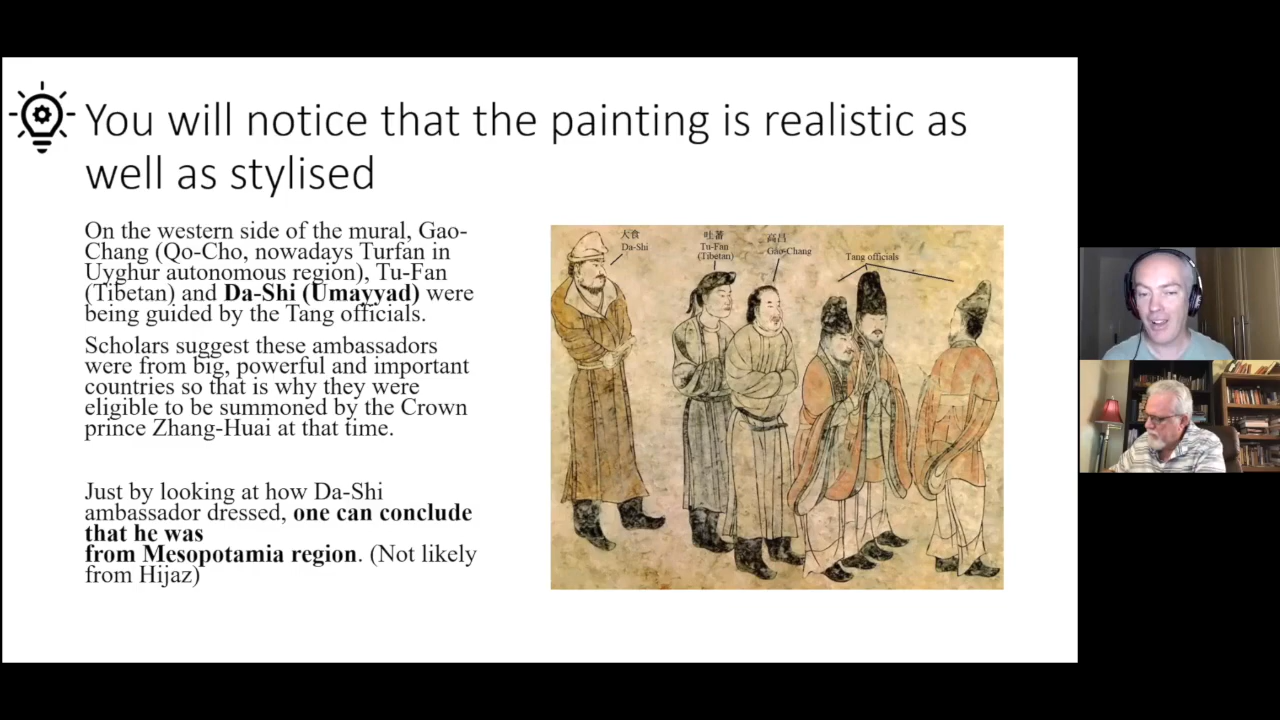 You will notice that the painting is realistic as
well as stylised
On the western side of the mural, Gao-
Chang (Qo-Cho, nowadays Turfan in
Uyghur autonomous region), Tu-Fan
(Tibetan) and Da-Shi (Umayyad) were
being guided by the Tang officials.
Scholars suggest these ambassadors
were from big, powerful and important
countries so that is why they were
eligible to be summoned by the Crown
prince Zhang-Huai at that time.
Just by looking at how Da-Shi
ambassador dressed, one can conclude
that he was
from Mesopotamia region. (Not likely
from Hijaz)
大食
Da-Shi
吐蕃
Tu-Fan
(Tibetan)
高昌
Gao-Chang
Tang officials